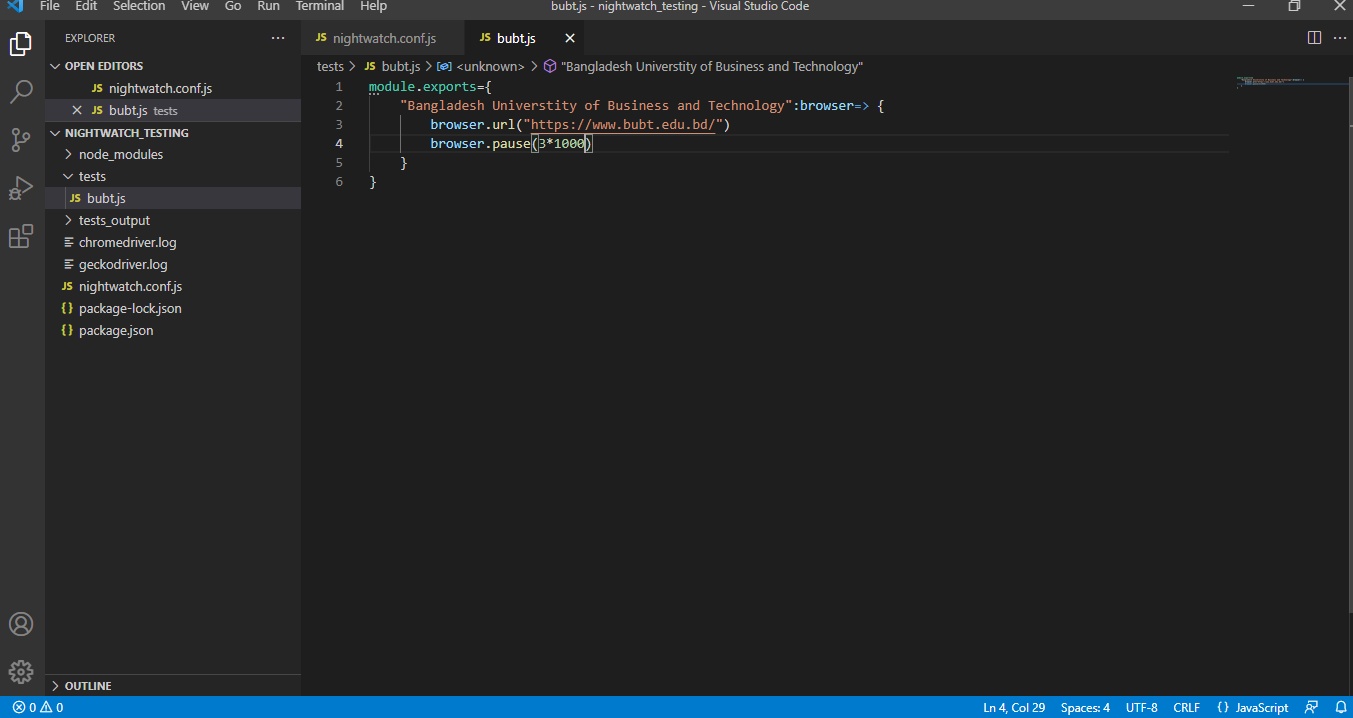 File Edit Selection View Go Run Terminal Help bubt.js - nightwatch_testing - Visual Studio Code
EXPLORER
OPEN EDITORS
JS nightwatch.conf.js
JS bubt.js tests
NIGHTWATCH_TESTING
node_modules
tests
JS bubt.js
tests_output
chromedriver.log
geckodriver.log
JS nightwatch.conf.js
{} package-lock.json
{} package.json
OUTLINE
JS nightwatch.conf.js JS bubt.js
tests > JS bubt.js > <unknown> > "Bangladesh Universtity of Business and Technology"
1 module.exports={
2 "Bangladesh Universtity of Business and Technology":browser=> {
3 browser.url("https://www.bubt.edu.bd/")
4 browser.pause(3*1000)
5 }
6 }
0 0 Ln 4, Col 29 Spaces: 4 UTF-8 CRLF {} JavaScript